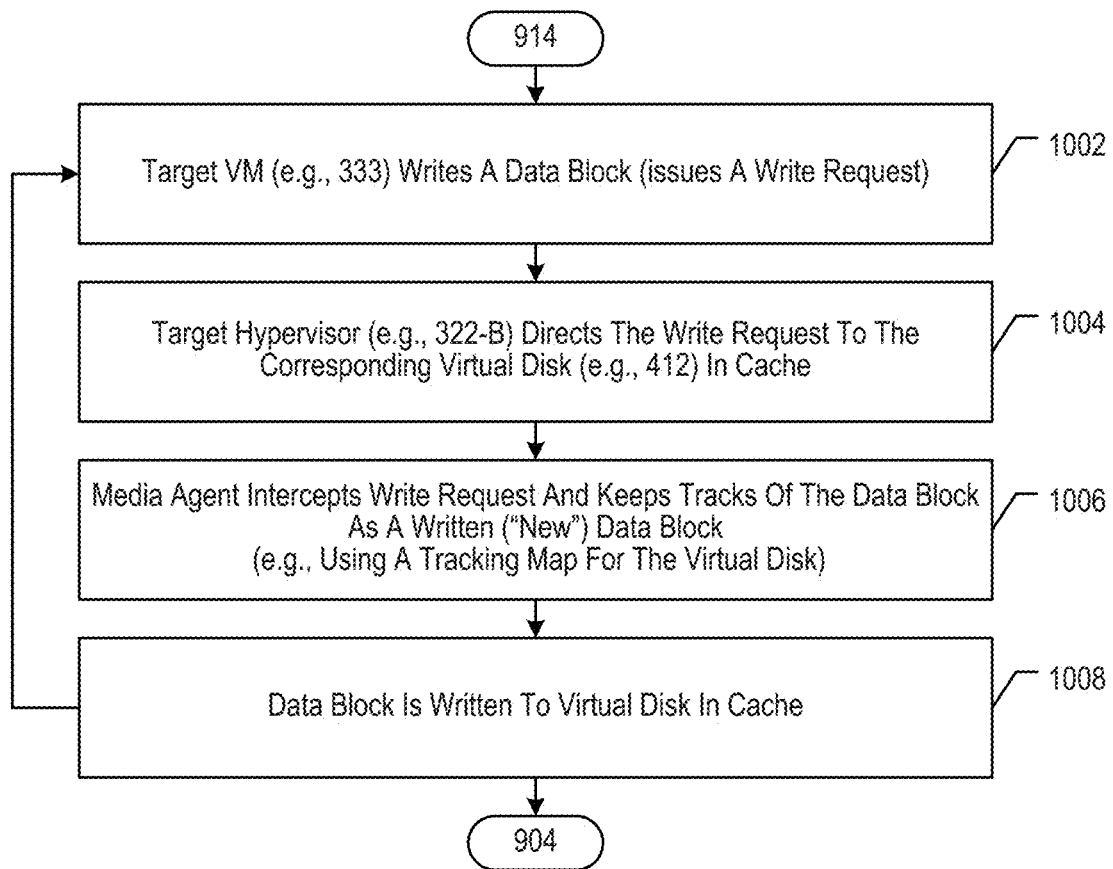 914
Target VM (e.g., 333) Writes A Data Block (issues A Write Request)
1002
Target Hypervisor (e.g., 322-B) Directs The Write Request To The
Corresponding Virtual Disk (e.g., 412) In Cache
1004
Media Agent Intercepts Write Request And Keeps Tracks Of The Data Block
As A Written ("New") Data Block
(e.g., Using A Tracking Map For The Virtual Disk)
1006
Data Block Is Written To Virtual Disk In Cache
1008
904